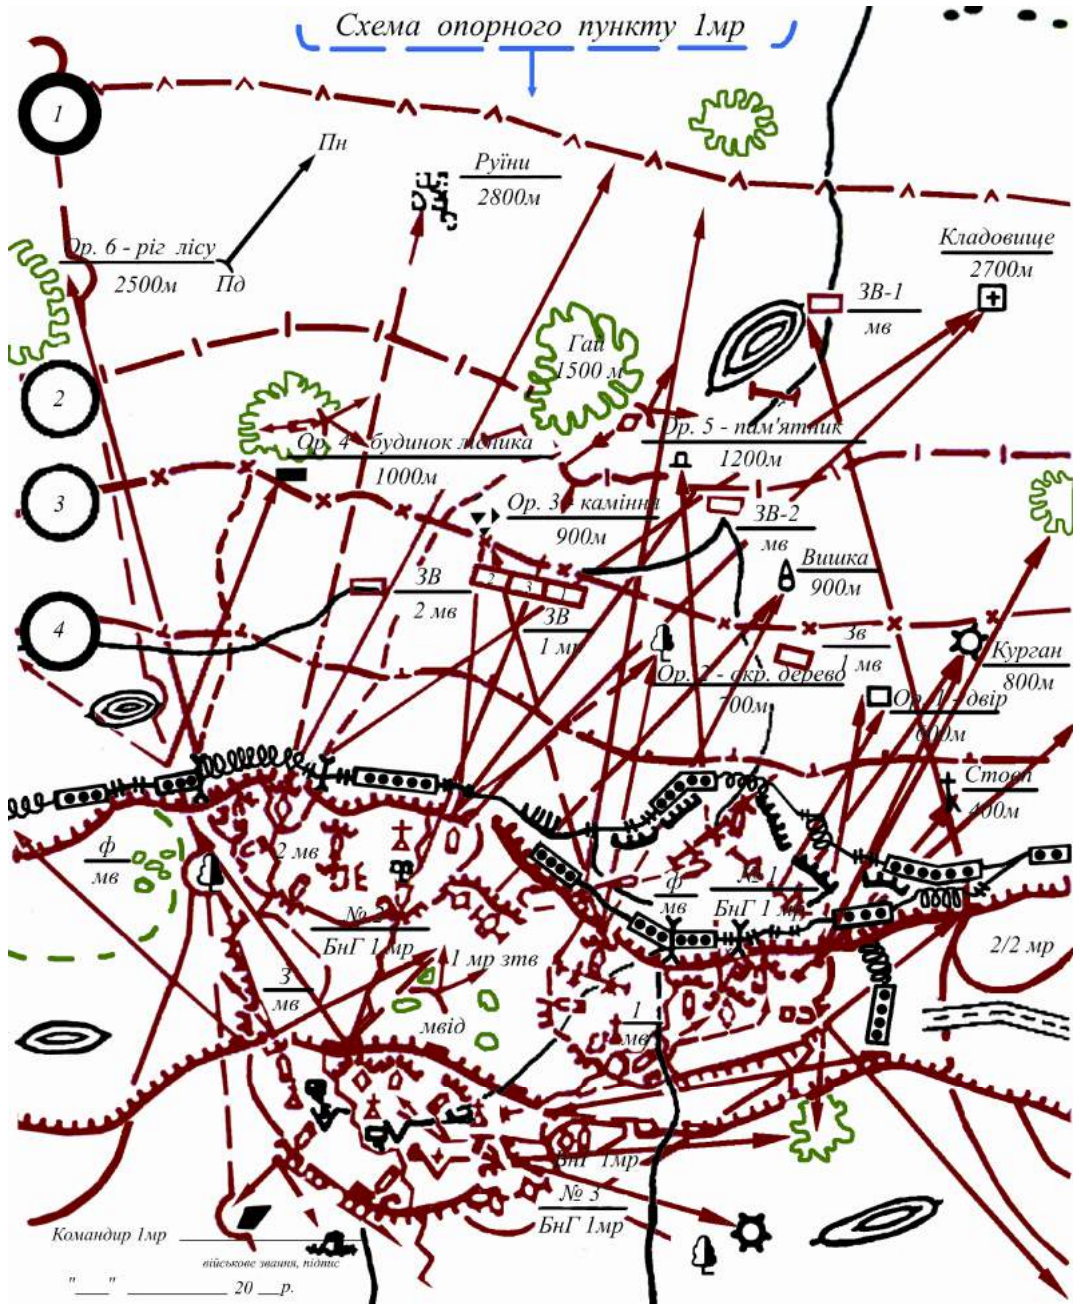 Схема опорного пункту 1мр
1
Пн
Руїни
2800м
Ор. 6 - ріг лісу
2500м
Пд
Кладовище
2700м
ЗВ-1
мв
Гай
1500 м
2
Ор. 4 - будинок лісника
1000м
Ор. 5 - пам'ятник
1200м
3
Ор. 3 - каміння
900м
ЗВ-2
мв
Вишка
900м
ЗВ
2 мв
2 3 1
ЗВ
1 мр
4
Зв
1 мв
Курган
800м
Ор. 2 - окр. дерево
700м
Ор. 1 - двір
600м
Стовп
400м
ф
мв
2 мв
ф
мв
№ 1
БнГ 1 мр
№ 2
БнГ 1 мр
1 мр зтв
2/2 мр
З
мв
мвід
1
мв
БнГ 1мр
№ 3
БнГ 1мр
Командир 1мр
військове звання, підпис
"___" ____________ 20 __р.